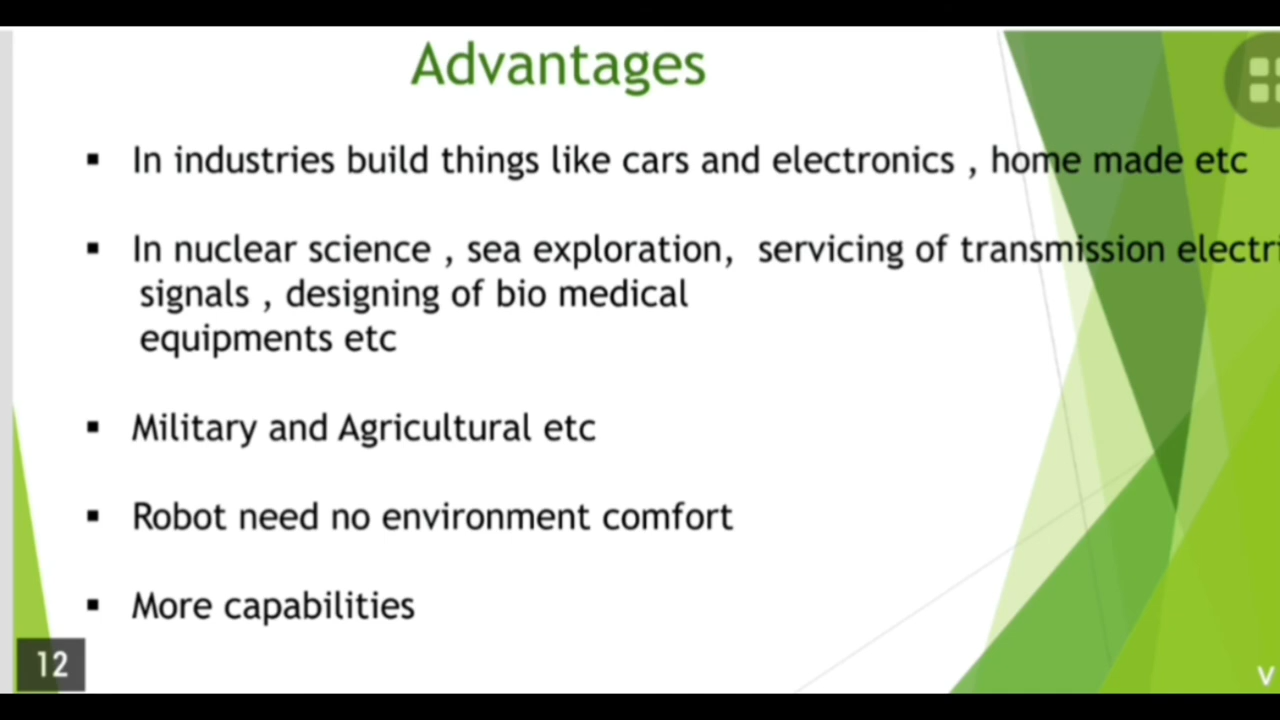 Advantages
▪ In industries build things like cars and electronics , home made etc
▪ In nuclear science , sea exploration, servicing of transmission electri
signals , designing of bio medical
equipments etc
▪ Military and Agricultural etc
▪ Robot need no environment comfort
▪ More capabilities
12
V